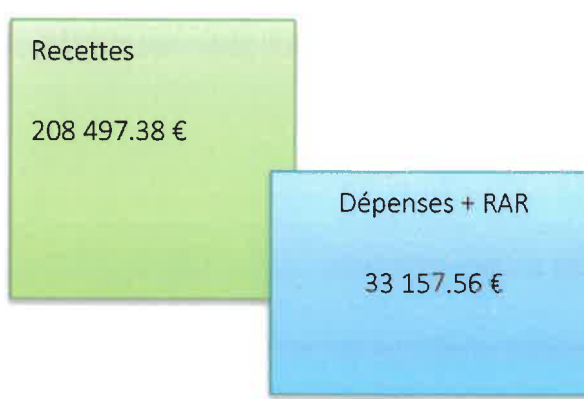 Recettes
208 497.38 €
Dépenses + RAR
33 157.56 €